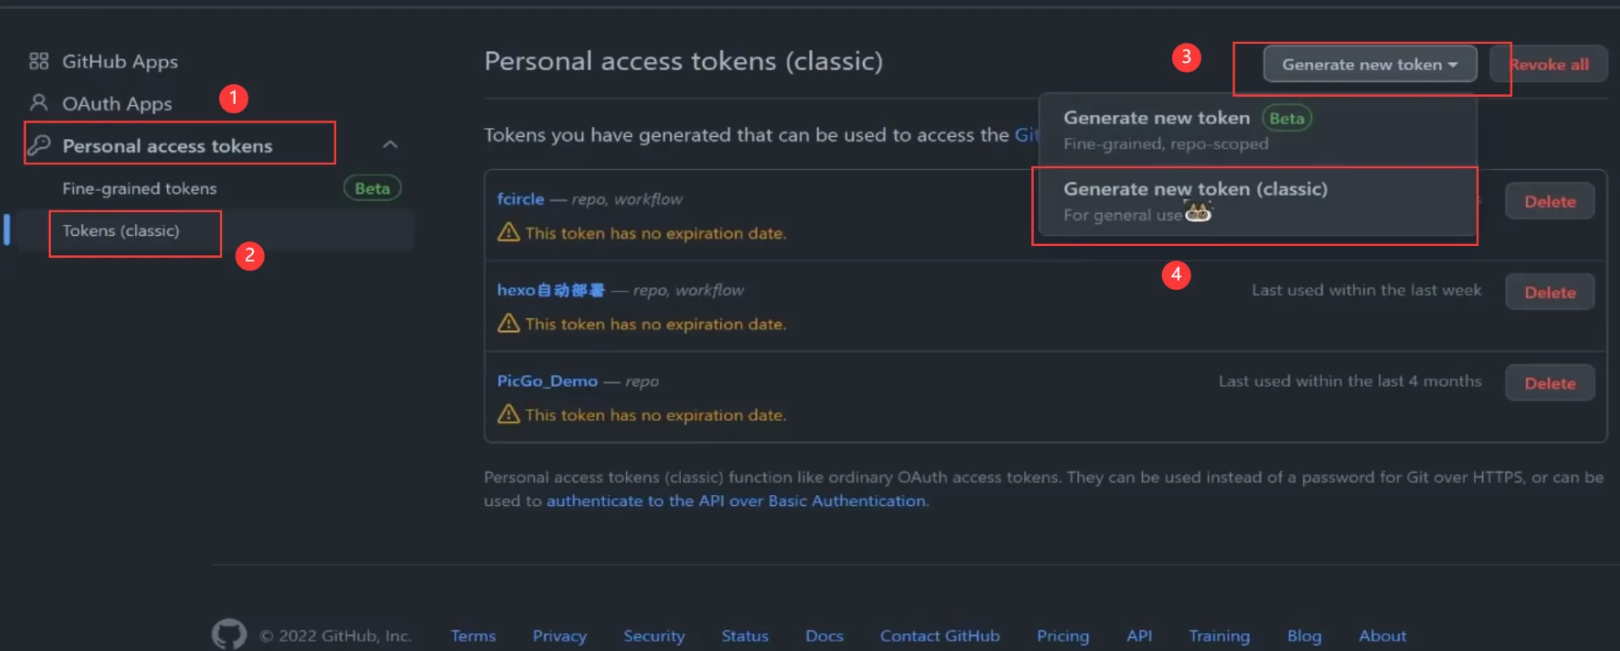 GitHub Apps
OAuth Apps
1
Personal access tokens
Fine-grained tokens Beta
Tokens (classic)
2
Personal access tokens (classic)
3
Generate new token
Revoke all
Generate new token Beta
Fine-grained, repo-scoped
Generate new token (classic)
For general use
4
Tokens you have generated that can be used to access the Git
fcircle — repo, workflow
Delete
This token has no expiration date.
hexo自动部署 — repo, workflow
Last used within the last week
Delete
This token has no expiration date.
PicGo_Demo — repo
Last used within the last 4 months
Delete
This token has no expiration date.
Personal access tokens (classic) function like ordinary OAuth access tokens. They can be used instead of a password for Git over HTTPS, or can be
used to authenticate to the API over Basic Authentication.
© 2022 GitHub, Inc. Terms Privacy Security Status Docs Contact GitHub Pricing API Training Blog About